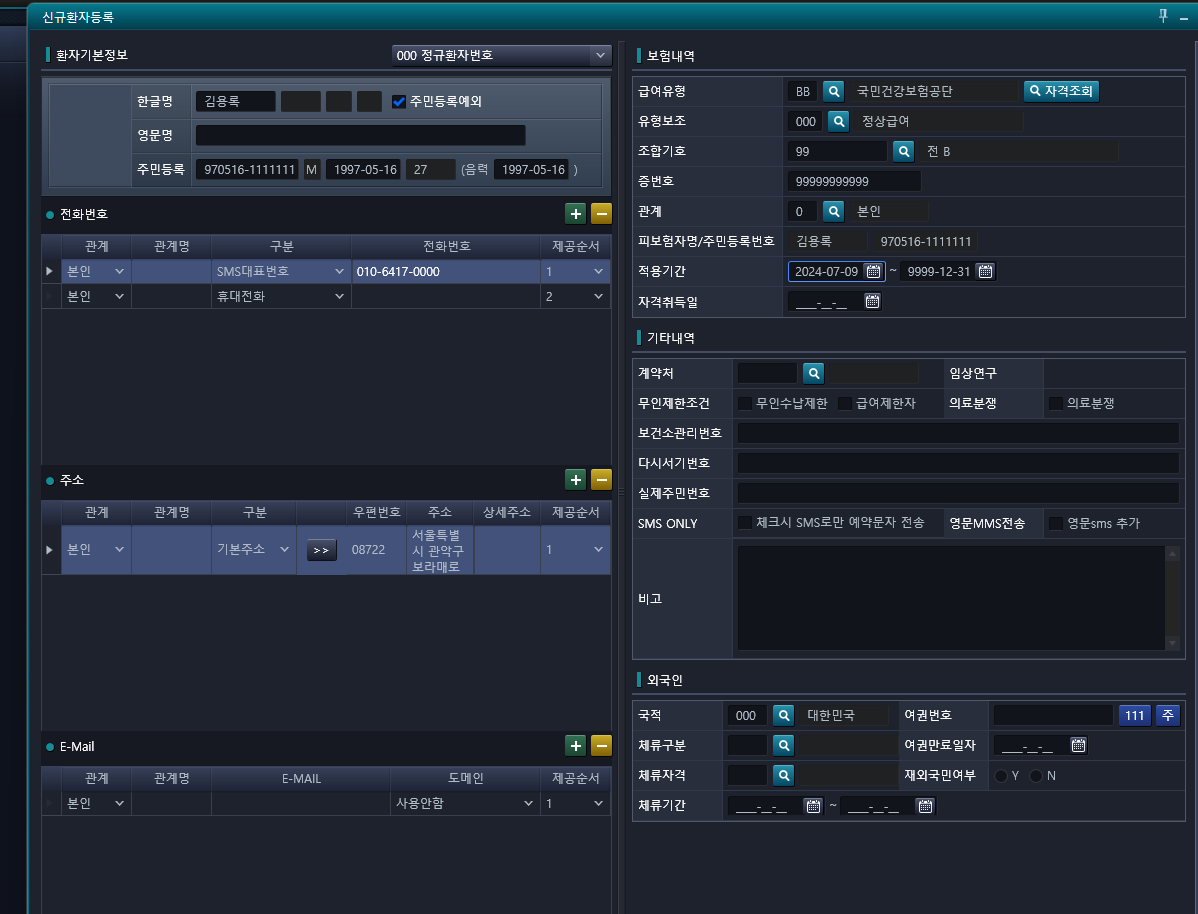 신규환자등록
환자기본정보 000 정규환자번호
한글명 김용록 주민등록예외
영문명
주민등록 970516-1111111 M 1997-05-16 27 (음력 1997-05-16 )
전화번호
관계 관계명 구분 전화번호 제공순서
본인 SMS대표번호 010-6417-0000 1
본인 휴대전화 2
주소
관계 관계명 구분 우편번호 주소 상세주소 제공순서
본인 기본주소 >> 08722 서울특별 1
시 관악구
보라매로
E-Mail
관계 관계명 E-MAIL 도메인 제공순서
본인 사용안함 1
보험내역
급여유형 BB 국민건강보험공단 자격조회
유형보조 000 정상급여
조합기호 99 전 B
증번호 99999999999
관계 0 본인
피보험자명/주민등록번호 김용록 970516-1111111
적용기간 2024-07-09 ~ 9999-12-31
자격취득일 ____-__-__
기타내역
계약처 임상연구
무인제한조건 무인수납제한 급여제한자 의료분쟁 의료분쟁
보건소관리번호
다시서기번호
실제주민번호
SMS ONLY 체크시 SMS로만 예약문자 전송 영문MMS전송 영문sms 추가
비고
외국인
국적 000 대한민국 여권번호 111 주
체류구분 여권만료일자 ____-__-__
체류자격 재외국민여부 Y N
체류기간 ____-__-__ ~ ____-__-__